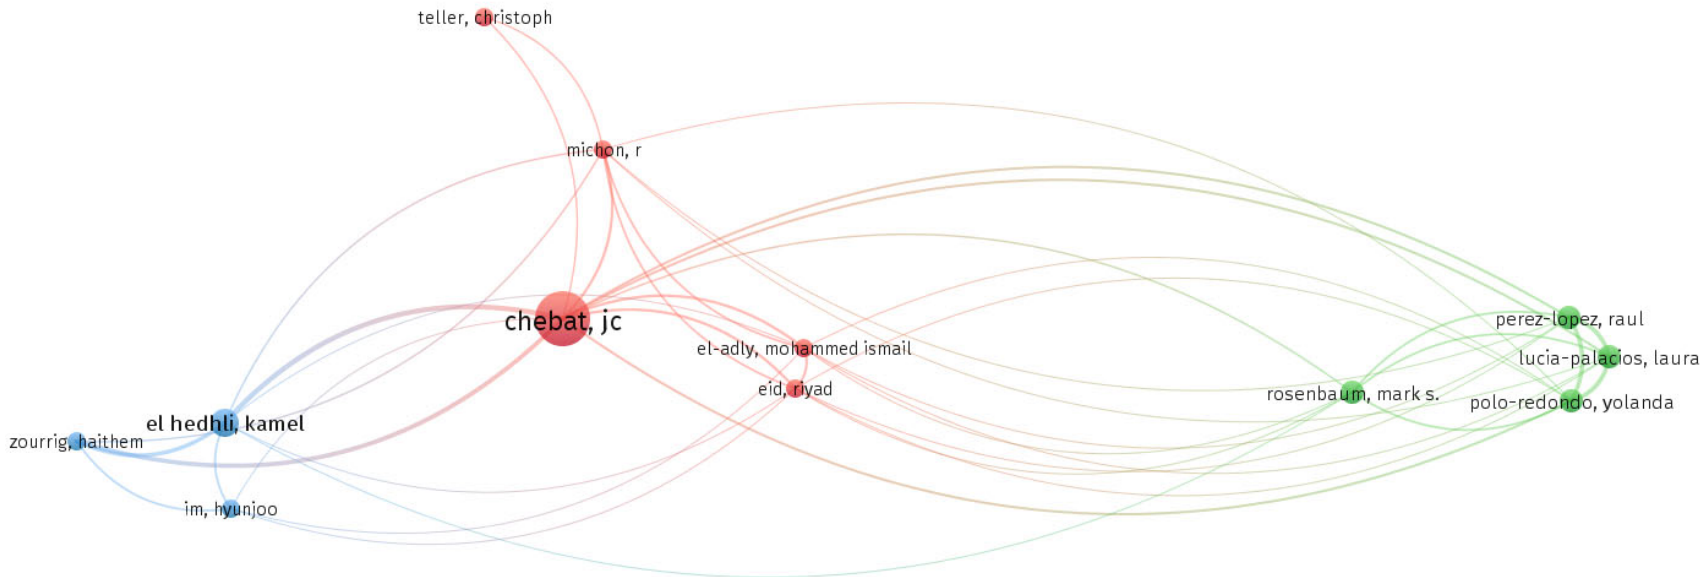 teller, christoph
michon, r
chebat, jc
perez-lopez, raul
el-adly, mohammed ismail
lucia-palacios, laura
eid, riyad
rosenbaum, mark s.
polo-redondo, yolanda
el hedhli, kamel
zourrig, haithem
im, hyunjoo